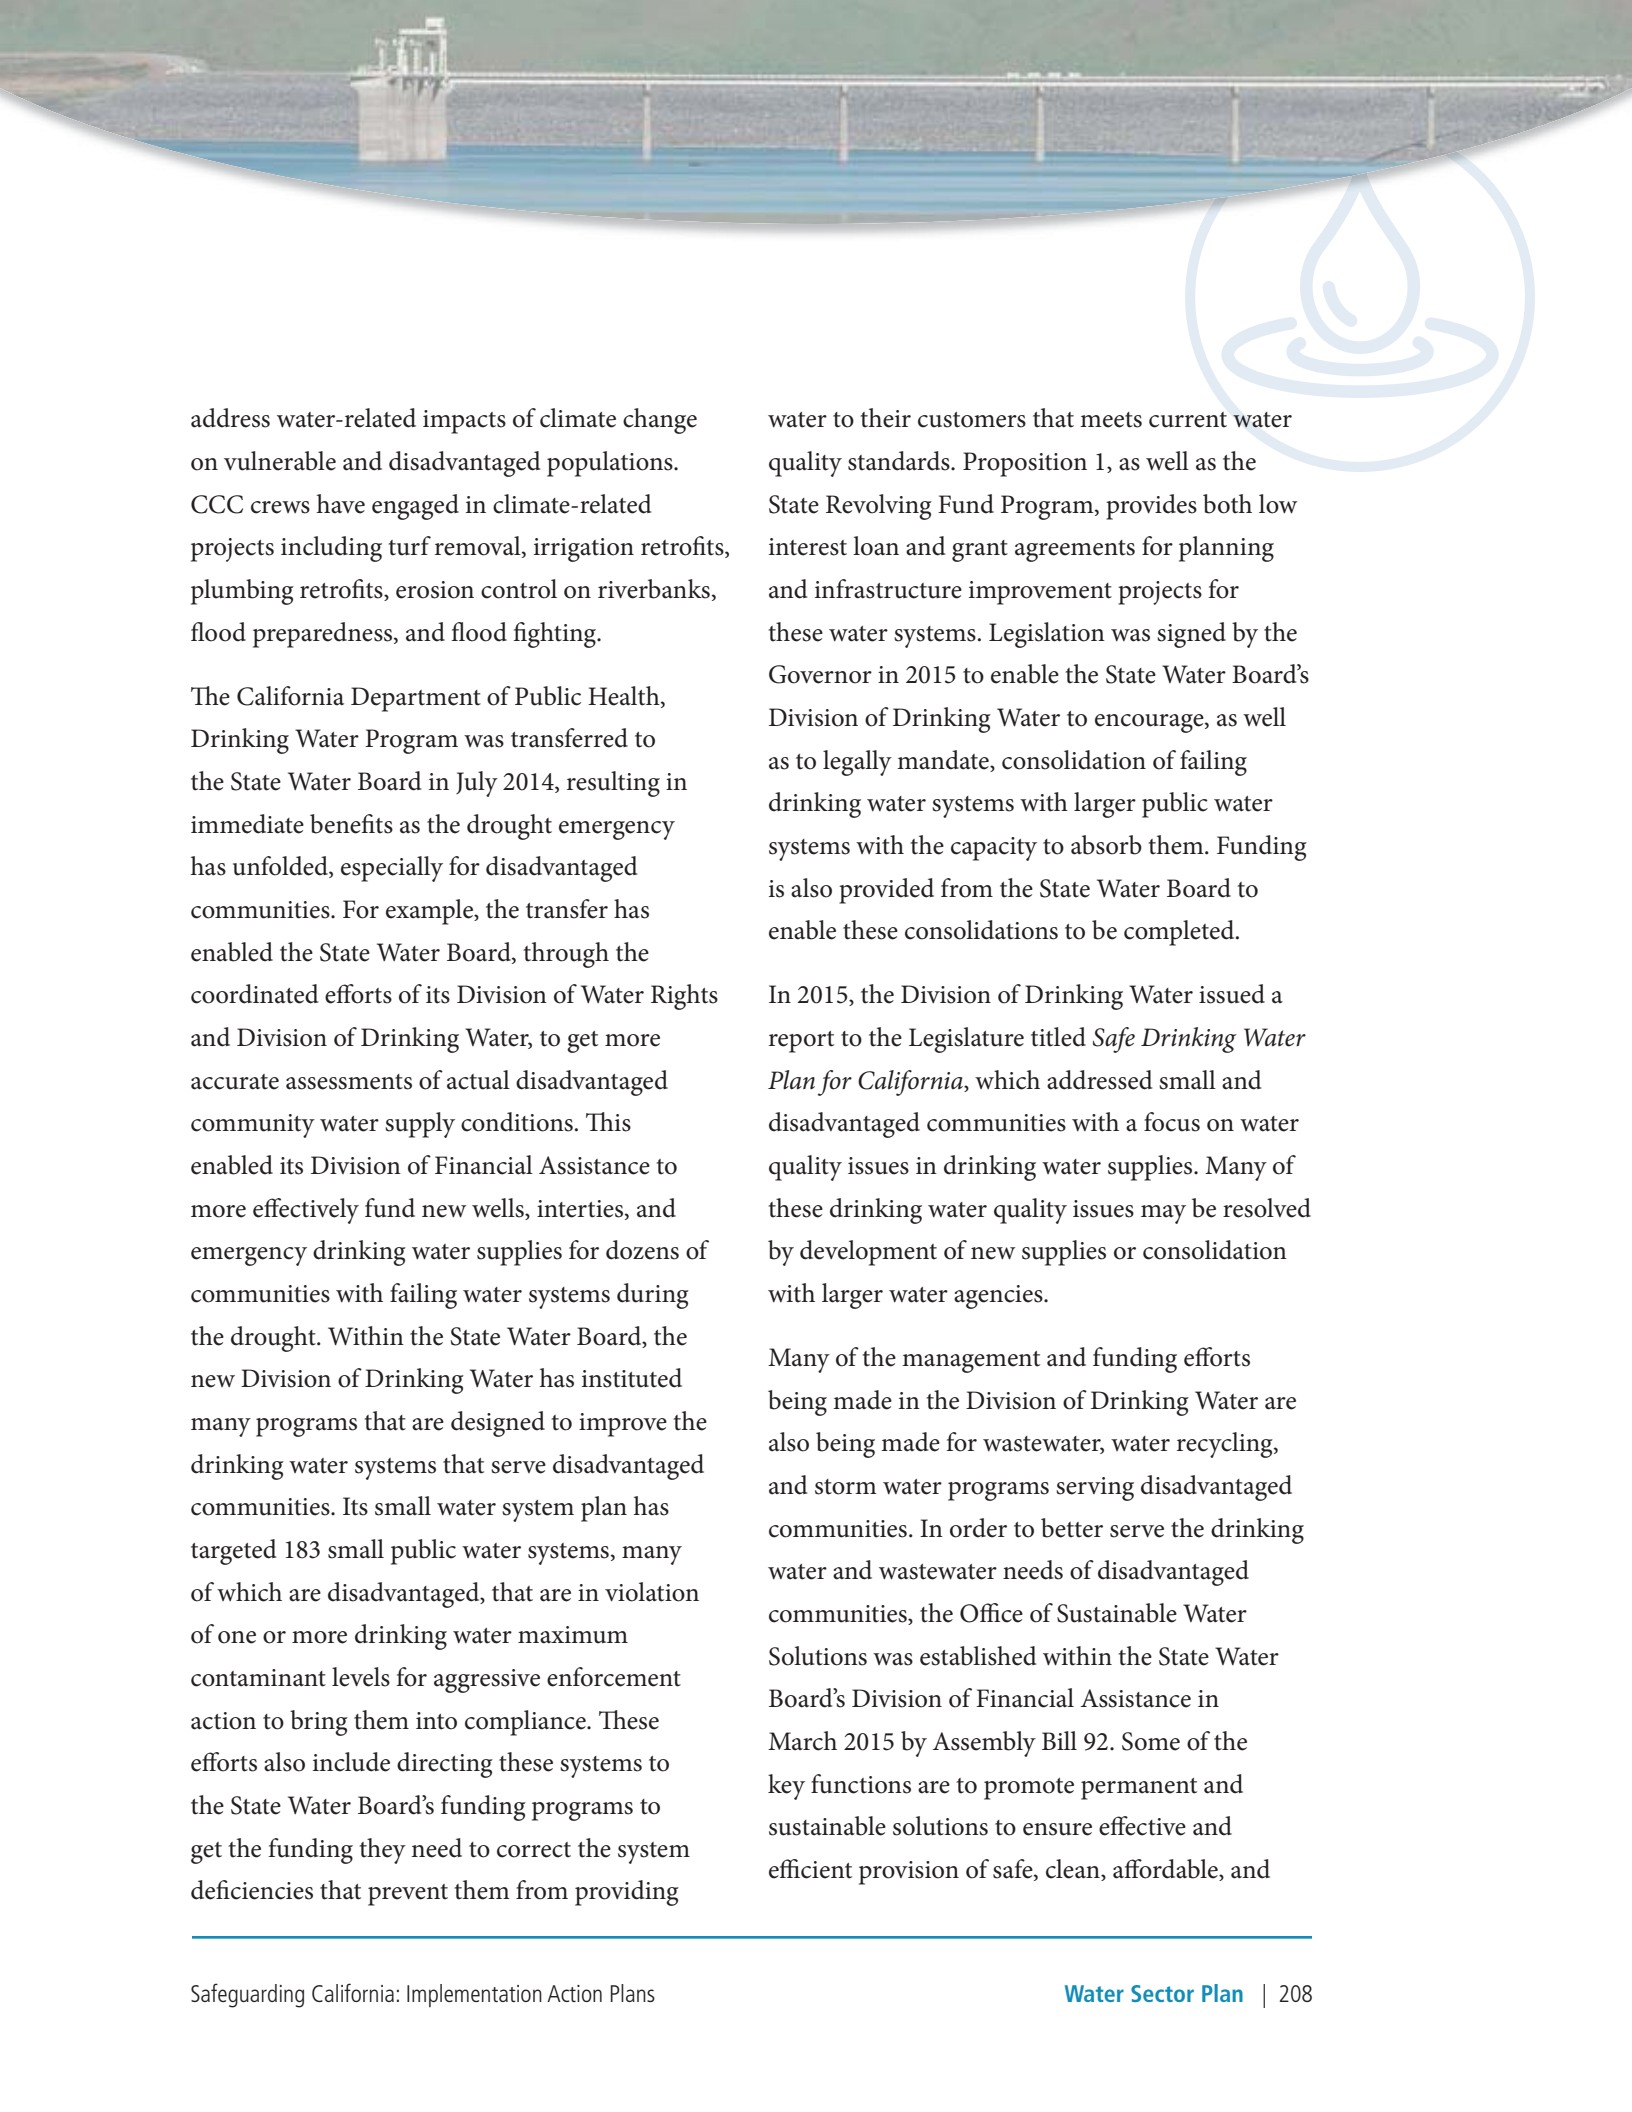 address water-related impacts of climate change
on vulnerable and disadvantaged populations.
CCC crews have engaged in climate-related
projects including turf removal, irrigation retrofits,
plumbing retrofits, erosion control on riverbanks,
flood preparedness, and flood fighting.
The California Department of Public Health,
Drinking Water Program was transferred to
the State Water Board in July 2014, resulting in
immediate benefits as the drought emergency
has unfolded, especially for disadvantaged
communities. For example, the transfer has
enabled the State Water Board, through the
coordinated efforts of its Division of Water Rights
and Division of Drinking Water, to get more
accurate assessments of actual disadvantaged
community water supply conditions. This
enabled its Division of Financial Assistance to
more effectively fund new wells, interties, and
emergency drinking water supplies for dozens of
communities with failing water systems during
the drought. Within the State Water Board, the
new Division of Drinking Water has instituted
many programs that are designed to improve the
drinking water systems that serve disadvantaged
communities. Its small water system plan has
targeted 183 small public water systems, many
of which are disadvantaged, that are in violation
of one or more drinking water maximum
contaminant levels for aggressive enforcement
action to bring them into compliance. These
efforts also include directing these systems to
the State Water Board’s funding programs to
get the funding they need to correct the system
deficiencies that prevent them from providing
water to their customers that meets current water
quality standards. Proposition 1, as well as the
State Revolving Fund Program, provides both low
interest loan and grant agreements for planning
and infrastructure improvement projects for
these water systems. Legislation was signed by the
Governor in 2015 to enable the State Water Board’s
Division of Drinking Water to encourage, as well
as to legally mandate, consolidation of failing
drinking water systems with larger public water
systems with the capacity to absorb them. Funding
is also provided from the State Water Board to
enable these consolidations to be completed.
In 2015, the Division of Drinking Water issued a
report to the Legislature titled Safe Drinking Water
Plan for California, which addressed small and
disadvantaged communities with a focus on water
quality issues in drinking water supplies. Many of
these drinking water quality issues may be resolved
by development of new supplies or consolidation
with larger water agencies.
Many of the management and funding efforts
being made in the Division of Drinking Water are
also being made for wastewater, water recycling,
and storm water programs serving disadvantaged
communities. In order to better serve the drinking
water and wastewater needs of disadvantaged
communities, the Office of Sustainable Water
Solutions was established within the State Water
Board’s Division of Financial Assistance in
March 2015 by Assembly Bill 92. Some of the
key functions are to promote permanent and
sustainable solutions to ensure effective and
efficient provision of safe, clean, affordable, and
Safeguarding California: Implementation Action Plans
Water Sector Plan | 208